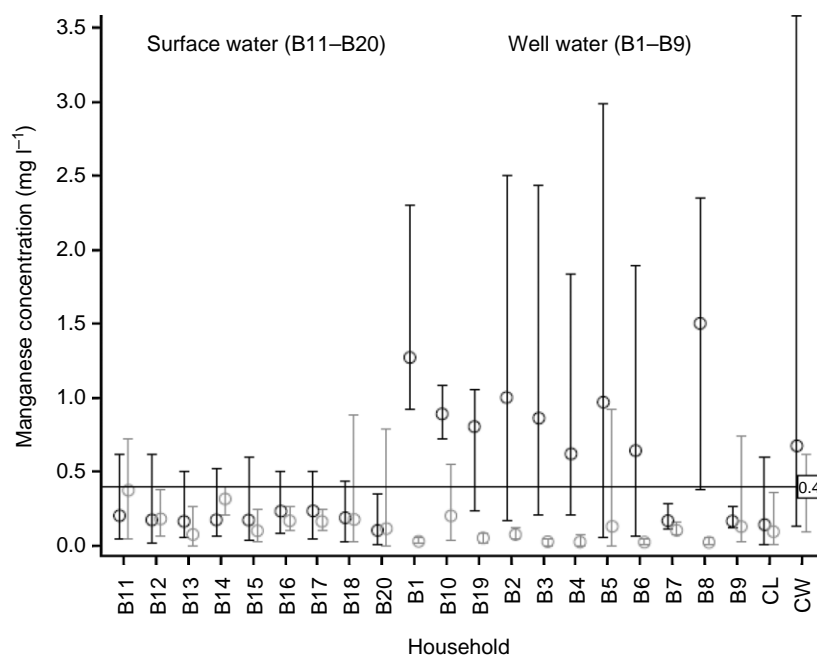 Surface water (B11–B20)
Well water (B1–B9)
Manganese concentration (mg l⁻¹)
3.5
3.0
2.5
2.0
1.5
1.0
0.5
0.0
0.4
B11
B12
B13
B14
B15
B16
B17
B18
B20
B1
B10
B19
B2
B3
B4
B5
B6
B7
B8
B9
CL
CW
Household